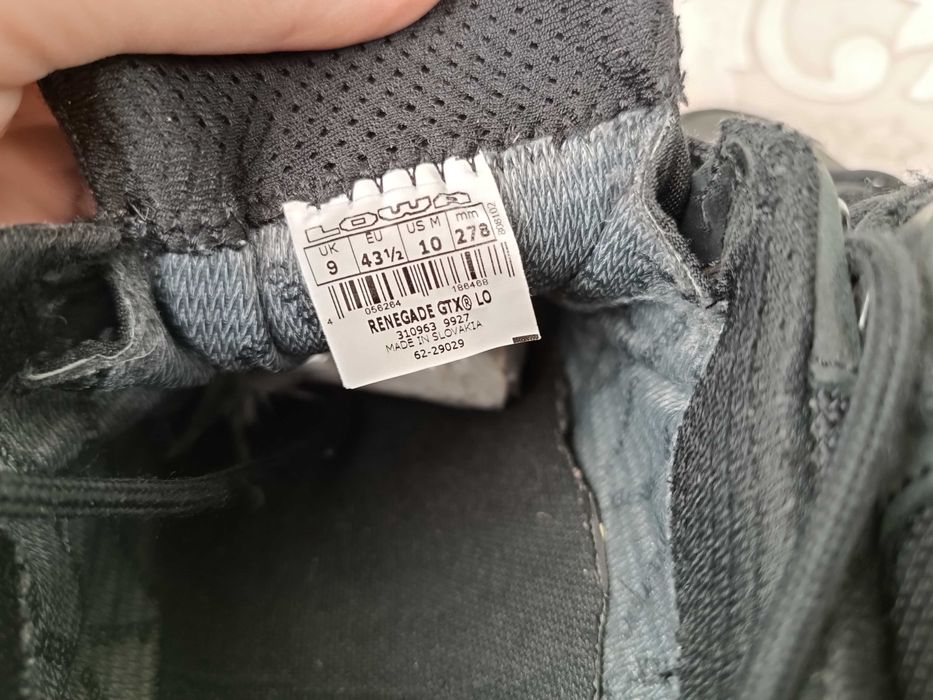 LOWA
UK EU US M mm
9 43½ 10 278
4 056264 186468
RENEGADE GTX® LO
310963 9927
MADE IN SLOVAKIA
62-29029